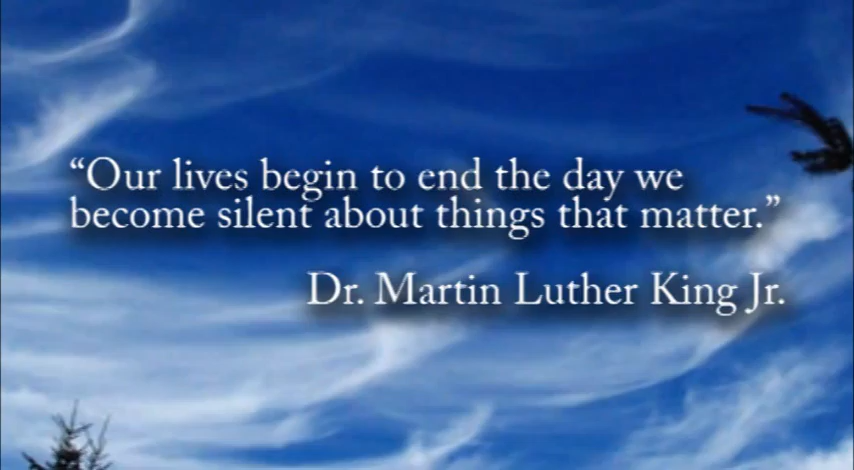 “Our lives begin to end the day we
become silent about things that matter.”
Dr. Martin Luther King Jr.